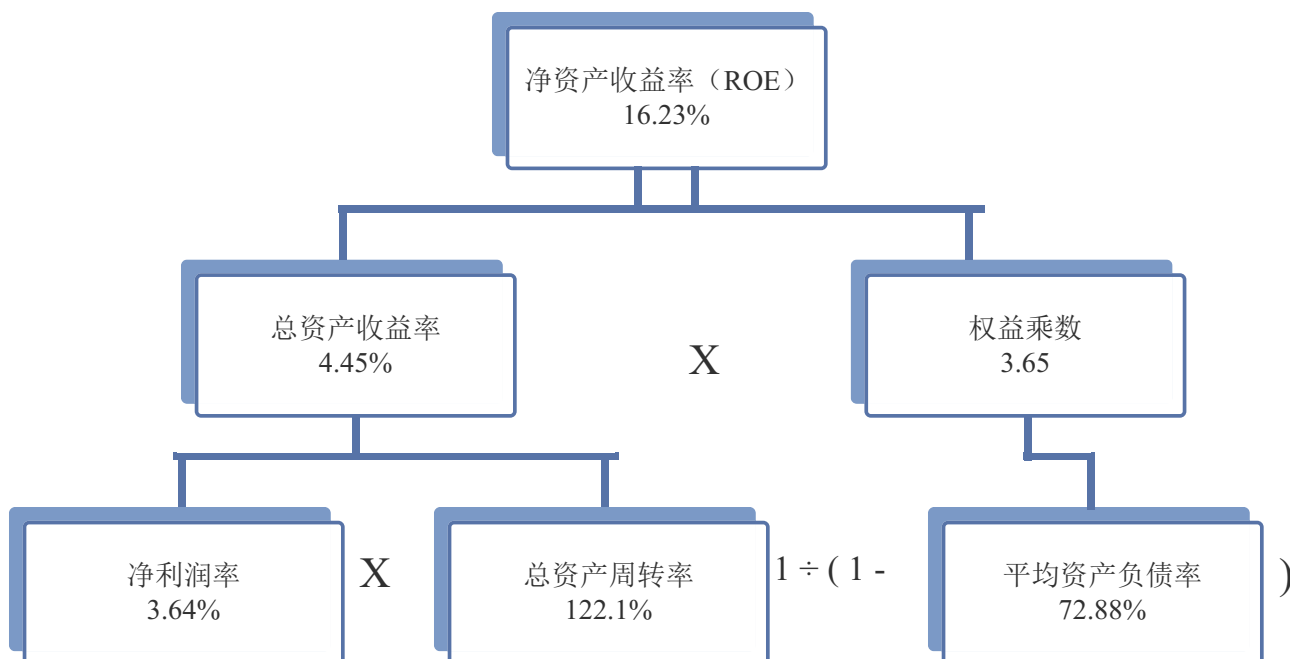 净资产收益率（ROE）
16.23%
总资产收益率
4.45%
X
权益乘数
3.65
净利润率
3.64%
X
总资产周转率
122.1%
1 ÷ ( 1 -
平均资产负债率
72.88%
)